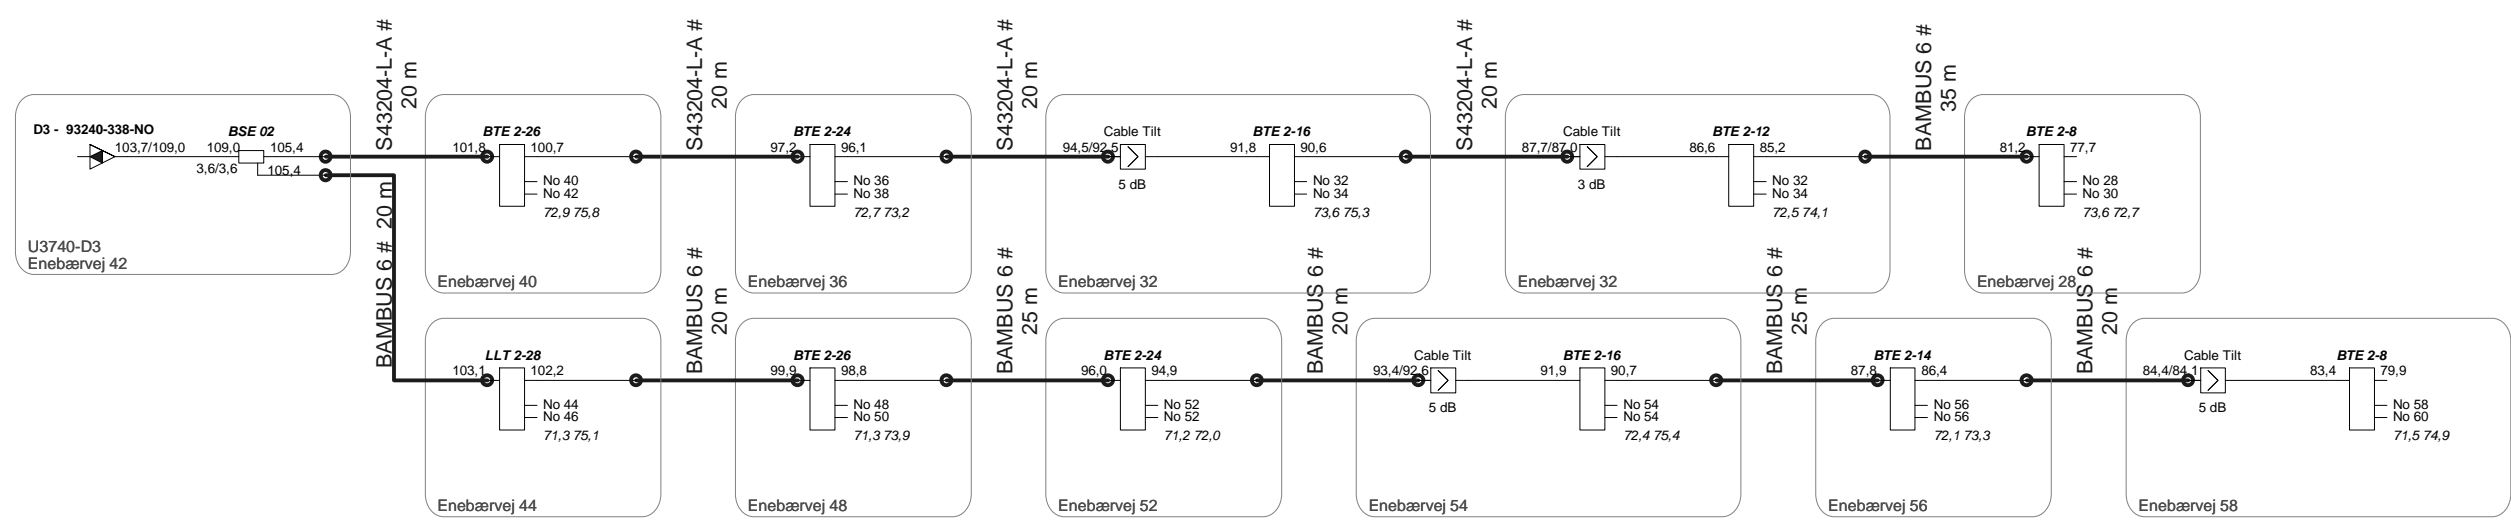 S43204-L-A #
20 m
S43204-L-A #
20 m
S43204-L-A #
20 m
S43204-L-A #
20 m
BAMBUS 6 #
35 m
D3 - 93240-338-NO
103,7/109,0
BSE 02
109,0
105,4
3,6/3,6
105,4
U3740-D3
Enebærvej 42
BTE 2-26
101,8
100,7
No 40
No 42
72,9 75,8
Enebærvej 40
BTE 2-24
97,2
96,1
No 36
No 38
72,7 73,2
Enebærvej 36
Cable Tilt
94,5/92,5
5 dB
BTE 2-16
91,8
90,6
No 32
No 34
73,6 75,3
Enebærvej 32
Cable Tilt
87,7/87,0
3 dB
BTE 2-12
86,6
85,2
No 32
No 34
72,5 74,1
Enebærvej 32
BTE 2-8
81,2
77,7
No 28
No 30
73,6 72,7
Enebærvej 28
BAMBUS 6 # 20 m
BAMBUS 6 #
20 m
BAMBUS 6 #
25 m
BAMBUS 6 #
20 m
BAMBUS 6 #
25 m
BAMBUS 6 #
20 m
LLT 2-28
103,1
102,2
No 44
No 46
71,3 75,1
Enebærvej 44
BTE 2-26
99,9
98,8
No 48
No 50
71,3 73,9
Enebærvej 48
BTE 2-24
96,0
94,9
No 52
No 52
71,2 72,0
Enebærvej 52
Cable Tilt
93,4/92,6
5 dB
BTE 2-16
91,9
90,7
No 54
No 54
72,4 75,4
Enebærvej 54
BTE 2-14
87,8
86,4
No 56
No 56
72,1 73,3
Enebærvej 56
Cable Tilt
84,4/84,1
5 dB
BTE 2-8
83,4
79,9
No 58
No 60
71,5 74,9
Enebærvej 58